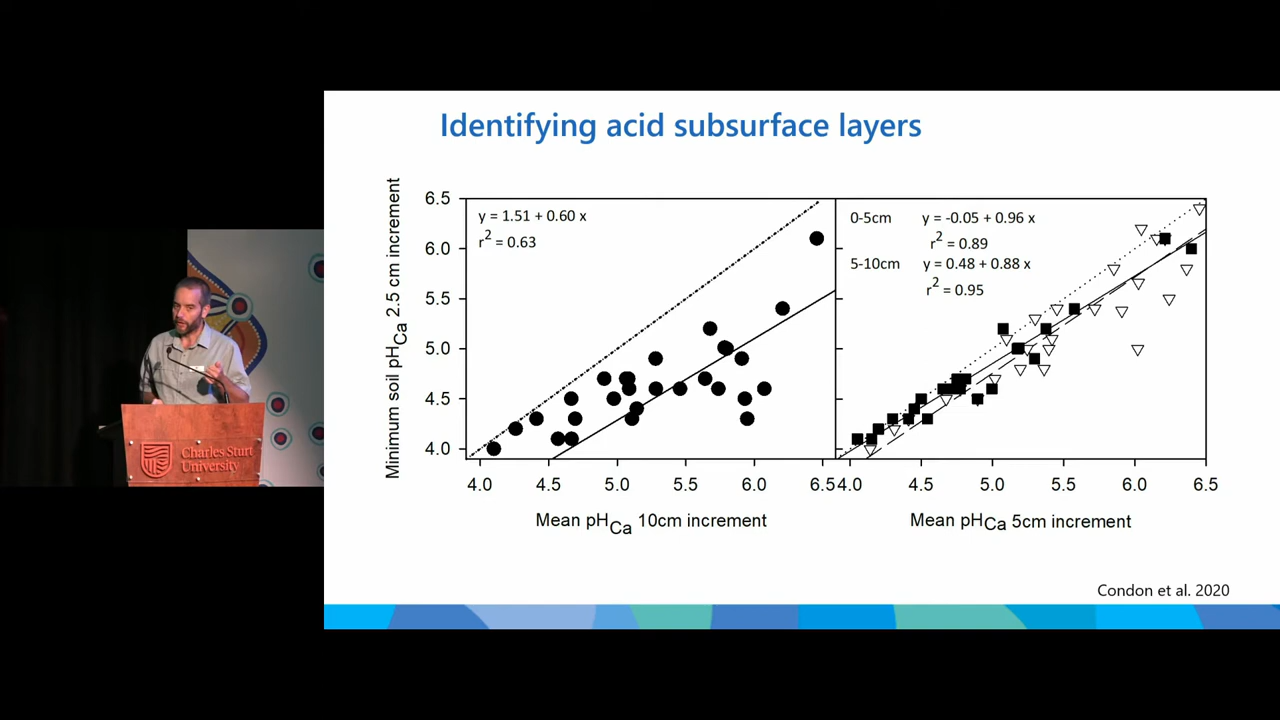 Identifying acid subsurface layers
Minimum soil pHCa 2.5 cm increment
6.5
6.0
5.5
5.0
4.5
4.0
y = 1.51 + 0.60 x
r2 = 0.63
0-5cm y = -0.05 + 0.96 x
r2 = 0.89
5-10cm y = 0.48 + 0.88 x
r2 = 0.95
4.0 4.5 5.0 5.5 6.0 6.5 4.0 4.5 5.0 5.5 6.0 6.5
Mean pHCa 10cm increment
Mean pHCa 5cm increment
Condon et al. 2020
Charles Sturt
University